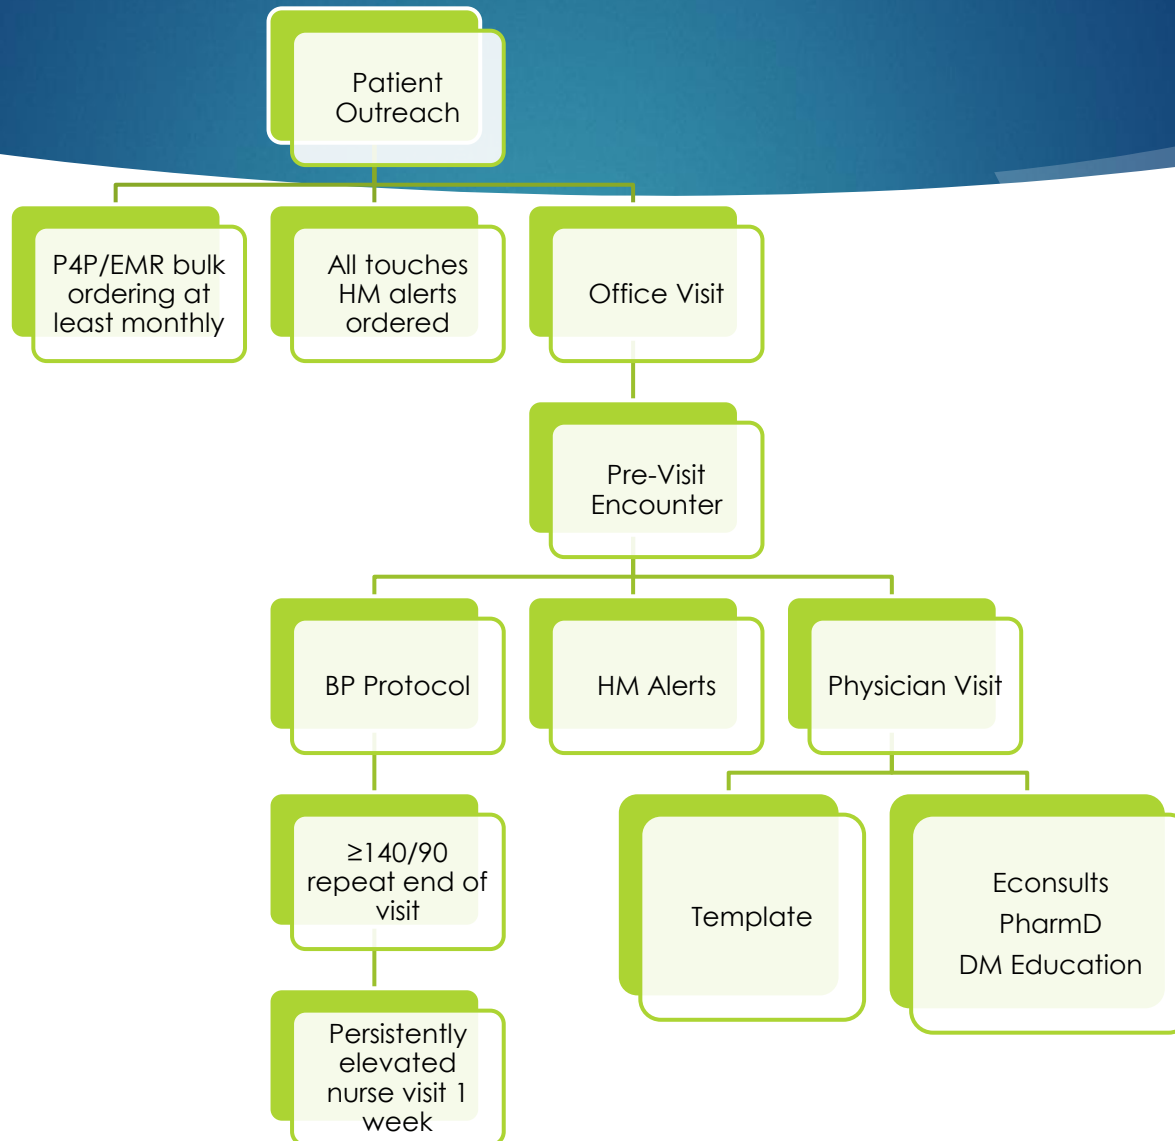 Patient
Outreach
P4P/EMR bulk
ordering at
least monthly
All touches
HM alerts
ordered
Office Visit
Pre-Visit
Encounter
BP Protocol
HM Alerts
Physician Visit
≥140/90
repeat end of
visit
Template
Econsults
PharmD
DM Education
Persistently
elevated
nurse visit 1
week